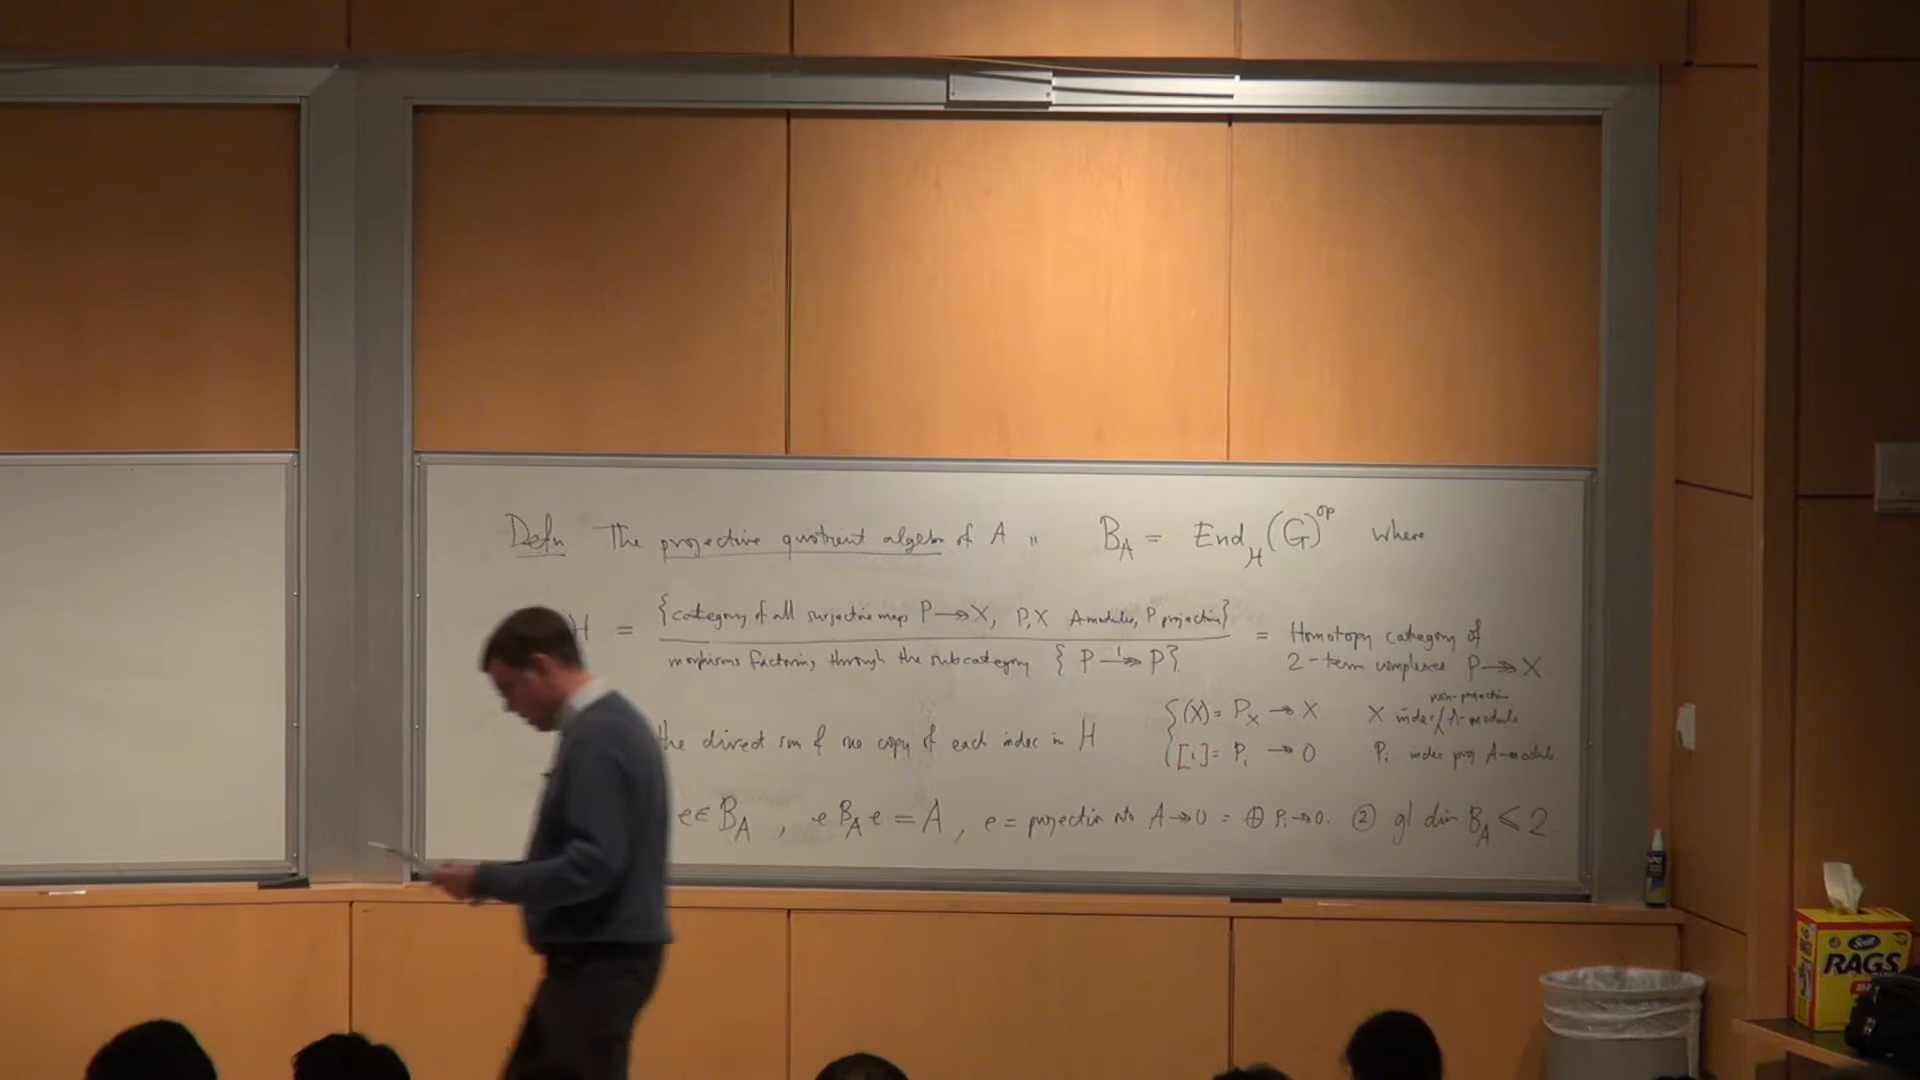 Defn The projective quotient algebra of A is B_A = End_H (G)^op where
H = {category of all surjective maps P ↠ X, P, X A modules, P projective} = Homotopy category of
morphisms factoring through the subcategory { P -1↠ P } 2-term complexes P ↠ X
the direct sum of one copy of each indec in H { (X) = P_X → X X indec A-module
non-projective
[i] = P_i → 0 P_i indec proj A-module
e ∈ B_A , e B_A e = A , e = projection onto A → 0 = ⊕ P_i → 0. ② gl dim B_A ⩽ 2
Scott
RAGS